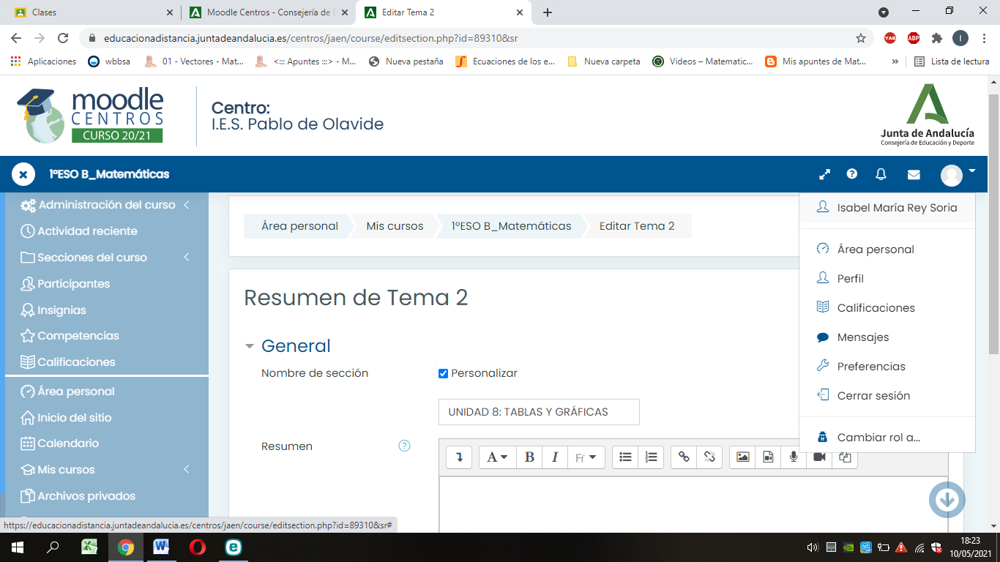 Clases
Moodle Centros - Consejería de E
Editar Tema 2
educacionadistancia.juntadeandalucia.es/centros/jaen/course/editsection.php?id=89310&sr
YAB
ABP
I
Aplicaciones
wbbsa
01 - Vectores - Mat...
<::: Apuntes :::> - M...
Nueva pestaña
Ecuaciones de los e...
Nueva carpeta
Videos – Matematic...
Mis apuntes de Mat...
»
Lista de lectura
moodle
CENTROS
CURSO 20/21
Centro:
I.E.S. Pablo de Olavide
Junta de Andalucía
Consejería de Educación y Deporte
1ºESO B_Matemáticas
Administración del curso
Actividad reciente
Secciones del curso
Participantes
Insignias
Competencias
Calificaciones
Área personal
Inicio del sitio
Calendario
Mis cursos
Archivos privados
Área personal
Mis cursos
1ºESO B_Matemáticas
Editar Tema 2
Resumen de Tema 2
General
Nombre de sección
Personalizar
UNIDAD 8: TABLAS Y GRÁFICAS
Resumen
A
B
I
Ff
Isabel María Rey Soria
Área personal
Perfil
Calificaciones
Mensajes
Preferencias
Cerrar sesión
Cambiar rol a...
https://educacionadistancia.juntadeandalucia.es/centros/jaen/course/editsection.php?id=89310&sr#
18:23
10/05/2021